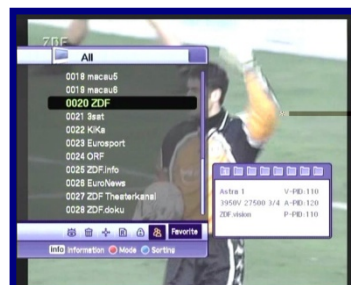 ZDF
All
0018 macau5
0019 macau6
0020 ZDF
0021 3sat
0022 KiKa
0023 Eurosport
0024 ORF
0025 ZDF.info
0026 EuroNews
0027 ZDF Theaterkanal
0028 ZDF.doku
Favorite
Info Information Mode Sorting
Astra 1 V-PID:110
3950V 27500 3/4 A-PID:120
ZDF.vision P-PID:110